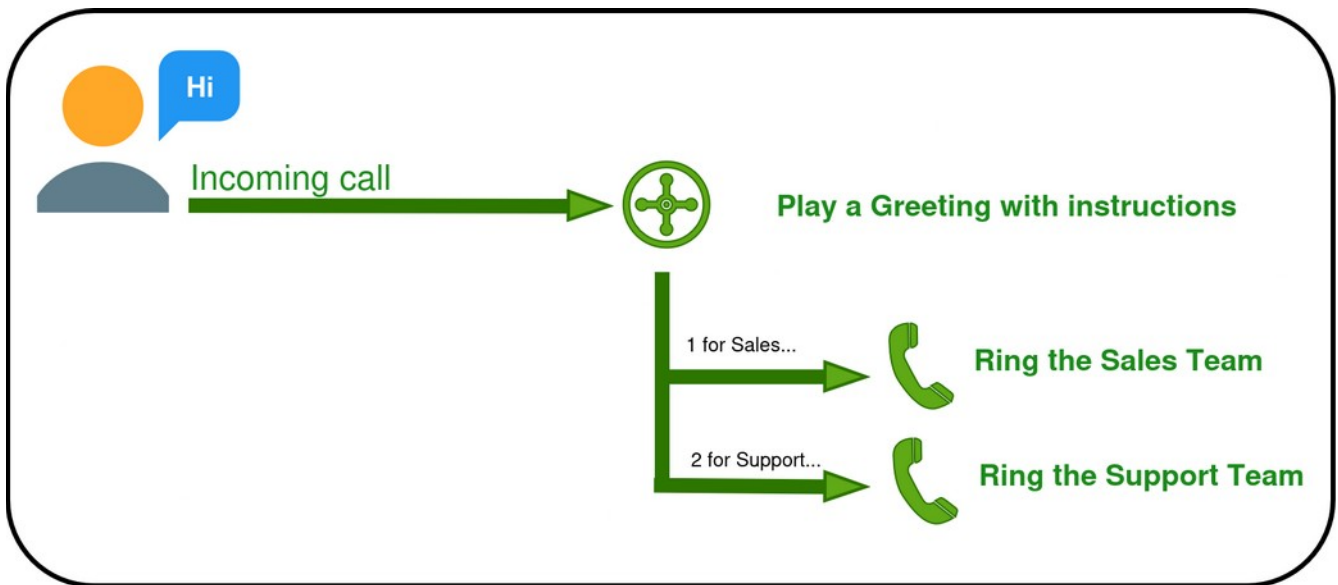 Hi
Incoming call
Play a Greeting with instructions
1 for Sales...
Ring the Sales Team
2 for Support...
Ring the Support Team